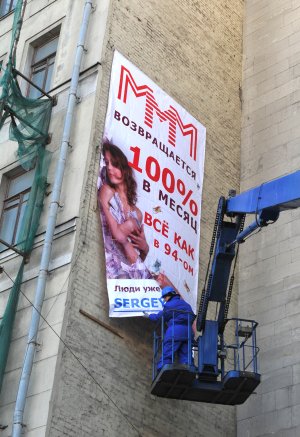 МММ
ВОЗВРАЩАЕТСЯ
100%
В МЕСЯЦ
ВСЁ КАК
в 94-ом
Люди уже
SERGEY